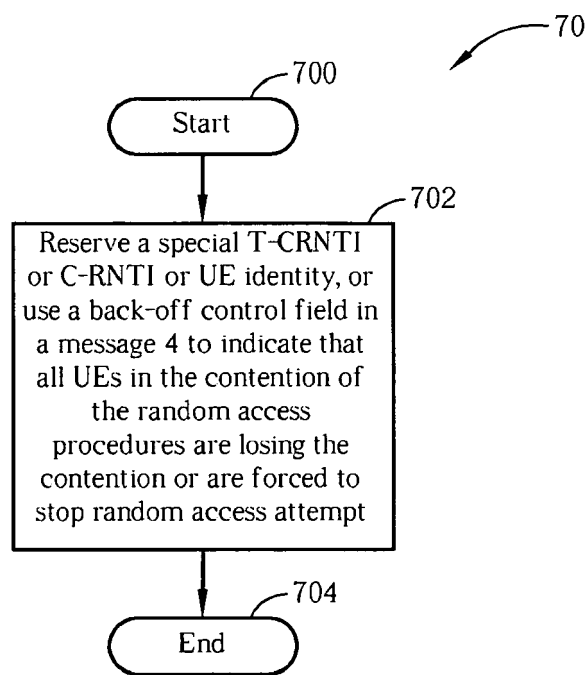 70
700
Start
702
Reserve a special T-CRNTI
or C-RNTI or UE identity, or
use a back-off control field in
a message 4 to indicate that
all UEs in the contention of
the random access
procedures are losing the
contention or are forced to
stop random access attempt
704
End